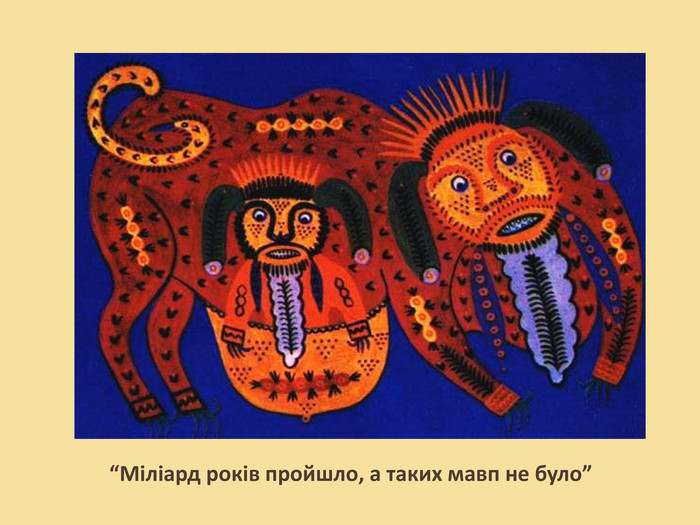 “Міліард років пройшло, а таких мавп не було”